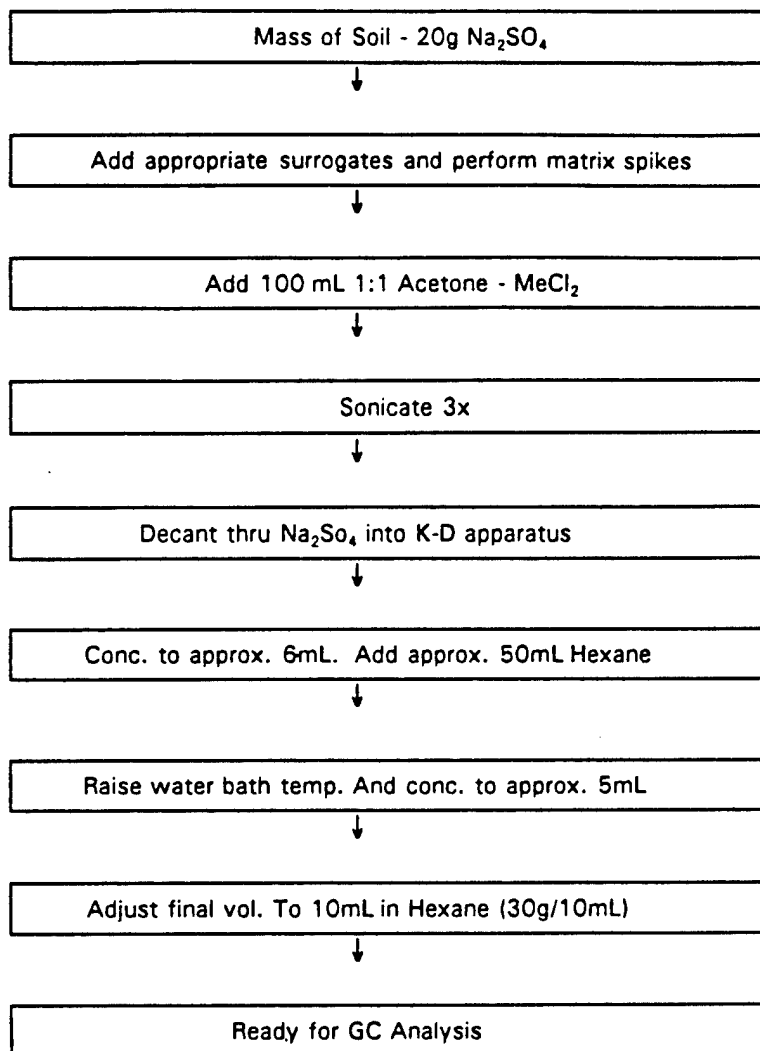 Mass of Soil - 20g Na₂SO₄
Add appropriate surrogates and perform matrix spikes
Add 100 mL 1:1 Acetone - MeCl₂
Sonicate 3x
Decant thru Na₂So₄ into K-D apparatus
Conc. to approx. 6mL. Add approx. 50mL Hexane
Raise water bath temp. And conc. to approx. 5mL
Adjust final vol. To 10mL in Hexane (30g/10mL)
Ready for GC Analysis